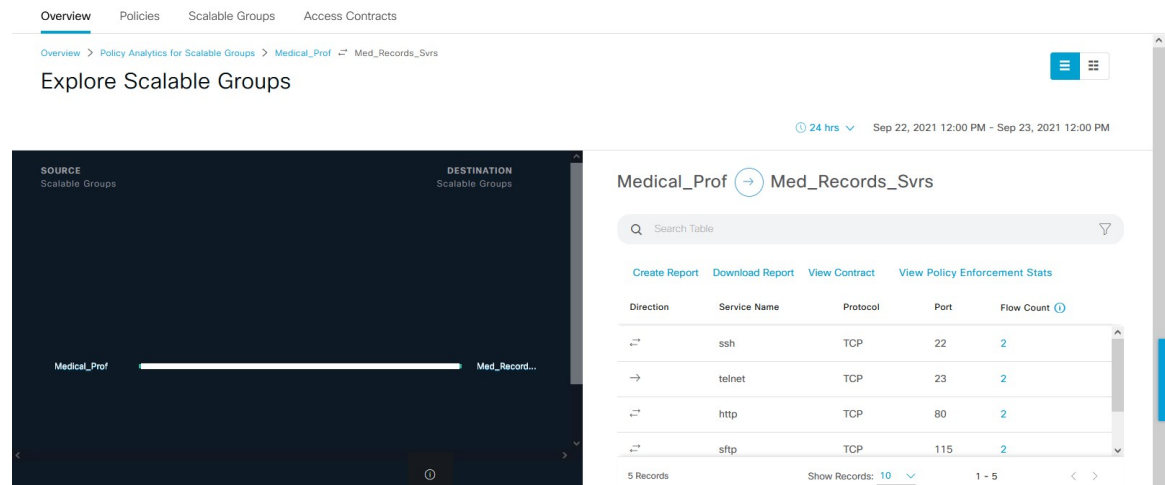 Overview Policies Scalable Groups Access Contracts
Overview > Policy Analytics for Scalable Groups > Medical_Prof ⇄ Med_Records_Svrs
Explore Scalable Groups
24 hrs Sep 22, 2021 12:00 PM - Sep 23, 2021 12:00 PM
SOURCE DESTINATION
Scalable Groups Scalable Groups
Medical_Prof Med_Record...
Medical_Prof → Med_Records_Svrs
Search Table
Create Report Download Report View Contract View Policy Enforcement Stats
Direction Service Name Protocol Port Flow Count
⇄ ssh TCP 22 2
→ telnet TCP 23 2
⇄ http TCP 80 2
⇄ sftp TCP 115 2
5 Records Show Records: 10 1 - 5 < >